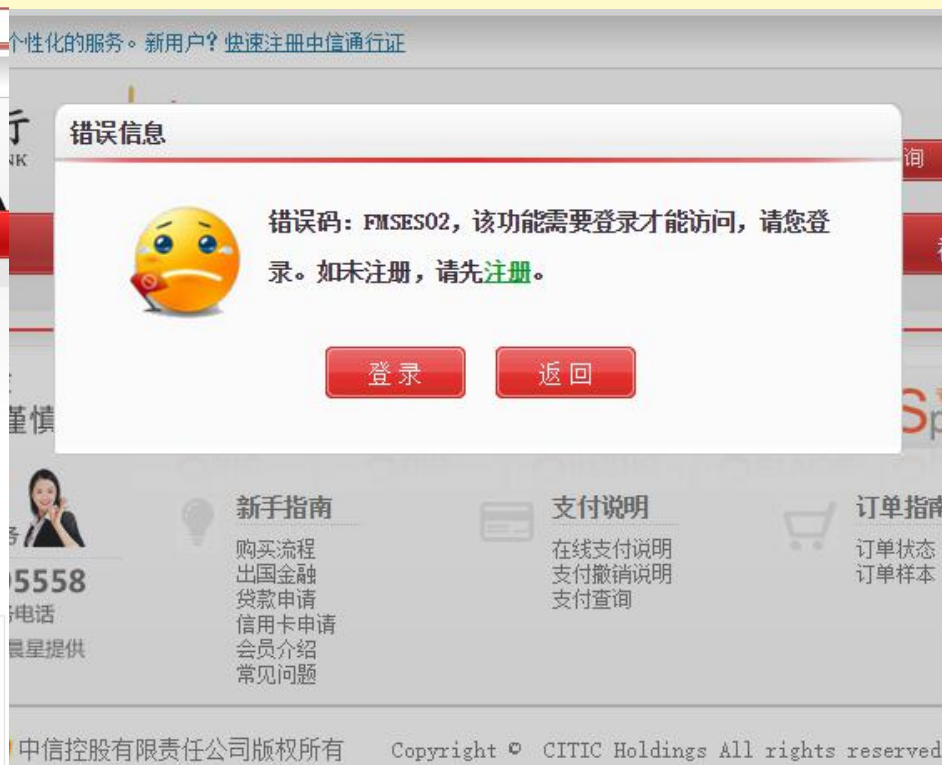 个性化的服务。新用户? 快速注册中信通行证
行
NK
错误信息
询
错误码：FMSES02，该功能需要登录才能访问，请您登
录。如未注册，请先注册。
登录
返回
谨慎
Sp
新手指南
支付说明
订单指南
购买流程
在线支付说明
订单状态
出国金融
支付撤销说明
订单样本
贷款申请
支付查询
信用卡申请
会员介绍
常见问题
务
95558
务电话
晨星提供
中信控股有限责任公司版权所有
Copyright © CITIC Holdings All rights reserved